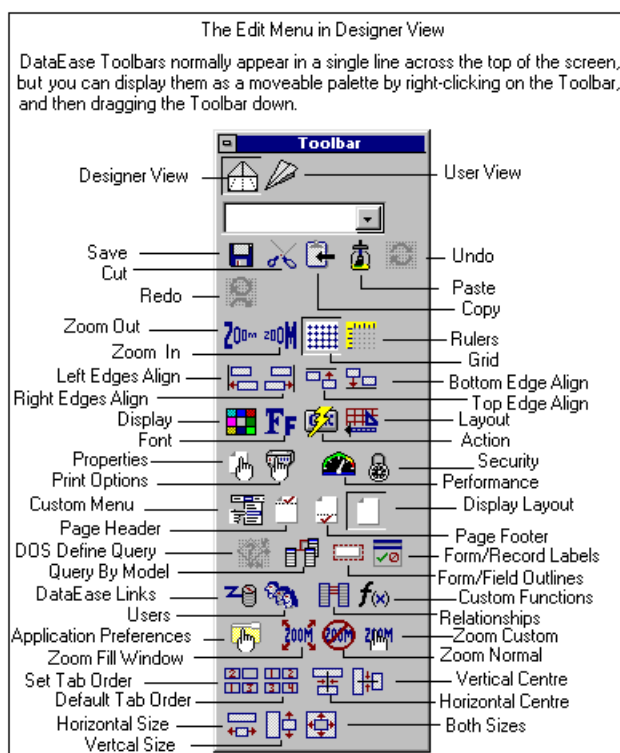 The Edit Menu in Designer View
DataEase Toolbars normally appear in a single line across the top of the screen,
but you can display them as a moveable palette by right-clicking on the Toolbar,
and then dragging the Toolbar down.
Toolbar
Designer View
User View
Save
Undo
Cut
Paste
Redo
Copy
Zoom Out
Zoom In
Rulers
Grid
Left Edges Align
Bottom Edge Align
Right Edges Align
Top Edge Align
Display
Layout
Font
Action
Properties
Security
Print Options
Performance
Custom Menu
Display Layout
Page Header
Page Footer
DOS Define Query
Form/Record Labels
Query By Model
Form/Field Outlines
DataEase Links
Custom Functions
Users
Relationships
Application Preferences
Zoom Custom
Zoom Fill Window
Zoom Normal
Set Tab Order
Vertical Centre
Default Tab Order
Horizontal Centre
Horizontal Size
Both Sizes
Vertcal Size